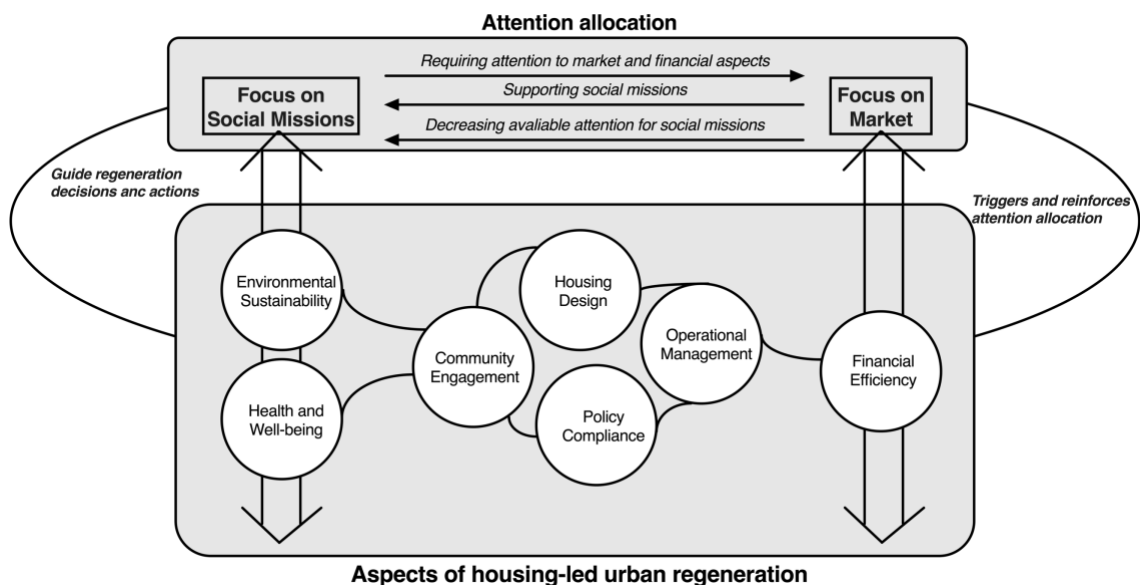 Attention allocation
Requiring attention to market and financial aspects
Supporting social missions
Decreasing avaliable attention for social missions
Focus on
Social Missions
Focus on
Market
Guide regeneration
decisions anc actions
Triggers and reinforces
attention allocation
Environmental
Sustainability
Housing
Design
Operational
Management
Community
Engagement
Financial
Efficiency
Health and
Well-being
Policy
Compliance
Aspects of housing-led urban regeneration